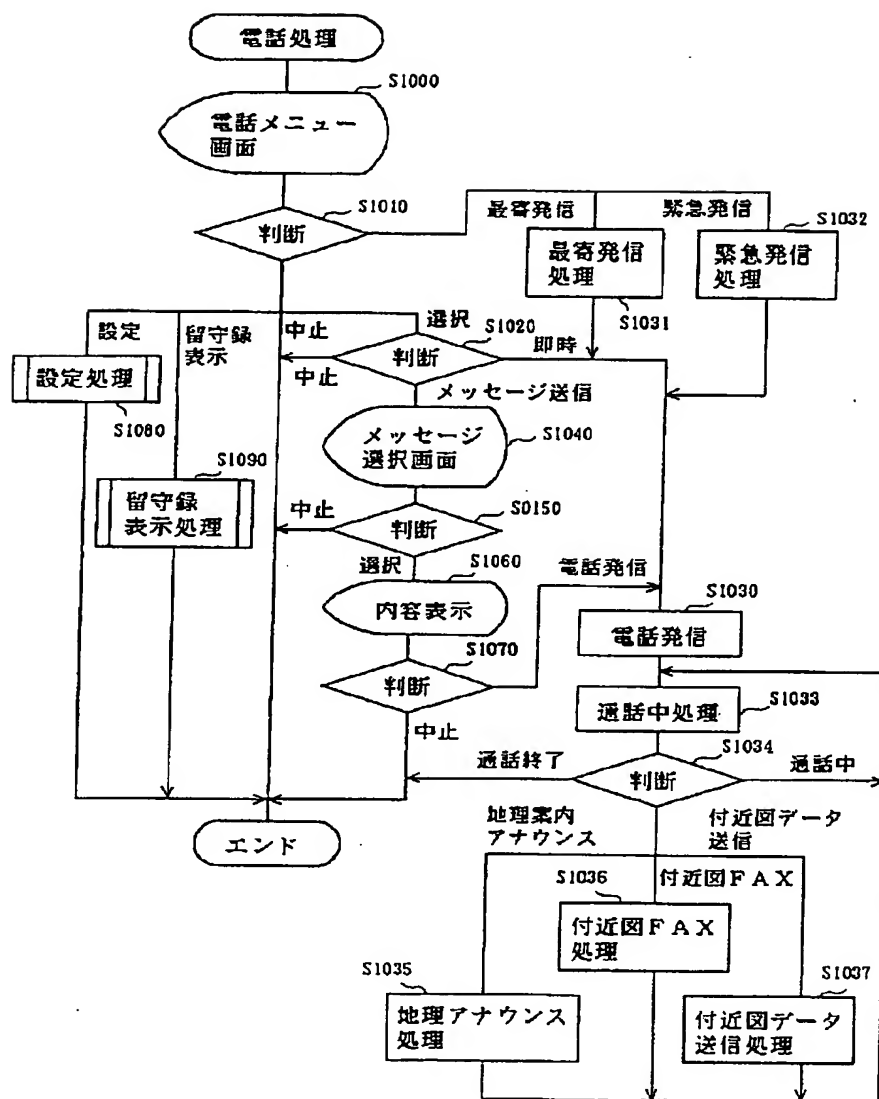 電話処理
S1000
電話メニュー
画面
S1010
判断
最寄発信
緊急発信
S1032
最寄発信
処理
緊急発信
処理
S1031
設定
留守録
表示
中止
選択
S1020
判断
即時
中止
メッセージ送信
設定処理
S1080
メッセージ
選択画面
S1040
S1090
留守録
表示処理
中止
判断
S0150
選択
S1060
電話発信
内容表示
S1030
電話発信
S1070
判断
通話中処理
S1033
中止
S1034
通話終了
判断
通話中
エンド
地理案内
アナウンス
付近図データ
送信
S1036
付近図FAX
付近図FAX
処理
S1035
S1037
地理アナウンス
処理
付近図データ
送信処理